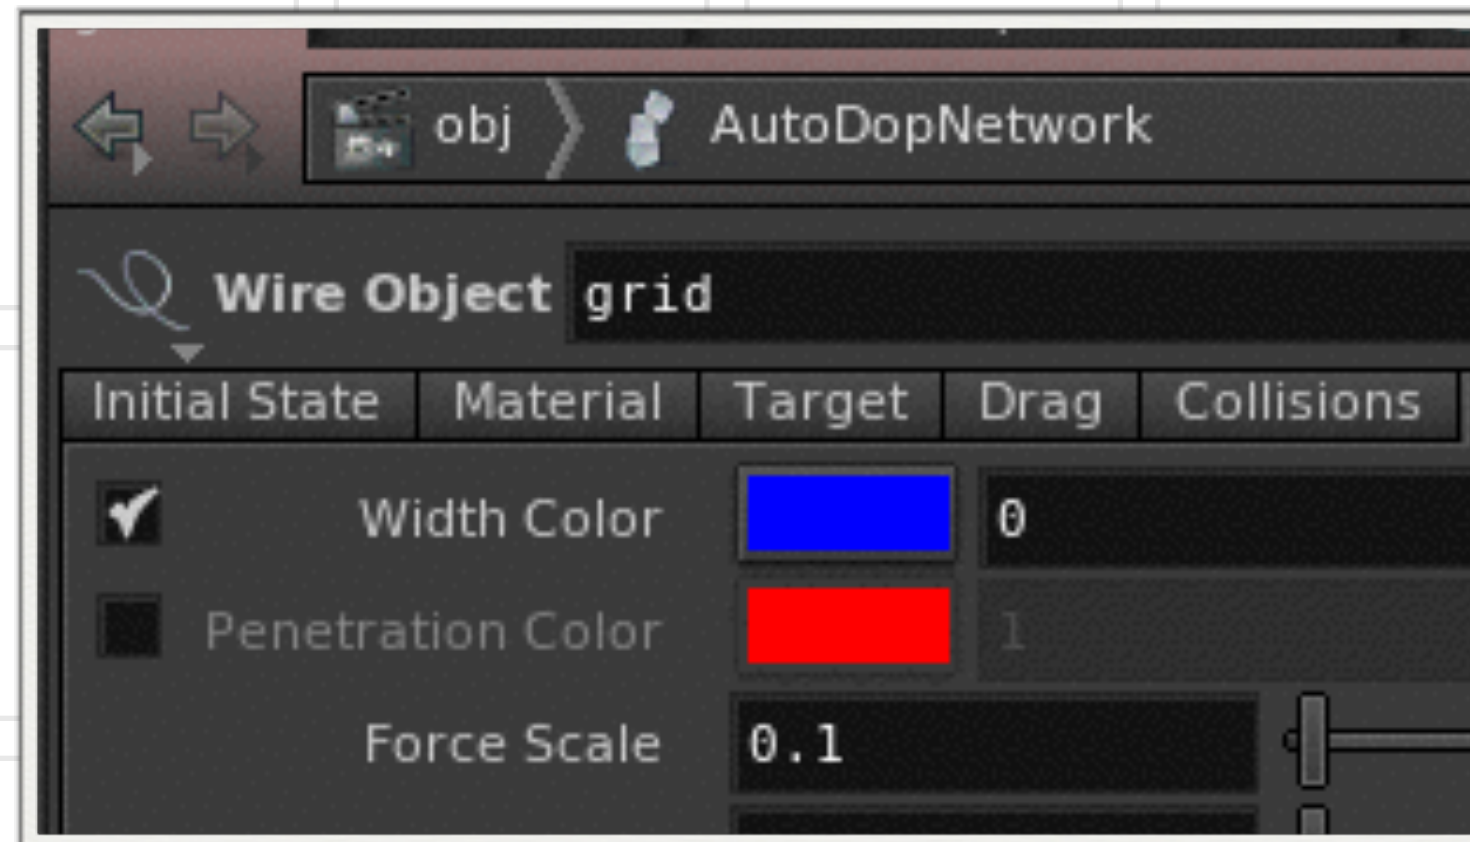 obj AutoDopNetwork
Wire Object grid
Initial State Material Target Drag Collisions
Width Color 0
Penetration Color 1
Force Scale 0.1